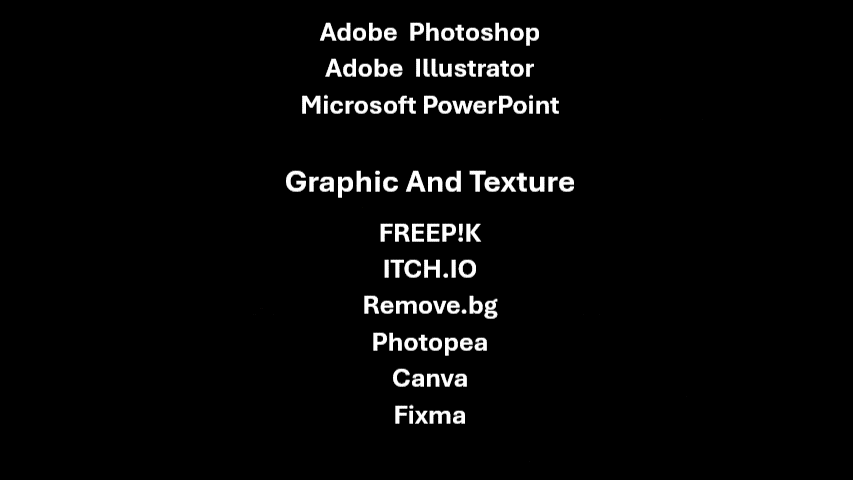 Adobe Photoshop
Adobe Illustrator
Microsoft PowerPoint
Graphic And Texture
FREEP!K
ITCH.IO
Remove.bg
Photopea
Canva
Fixma